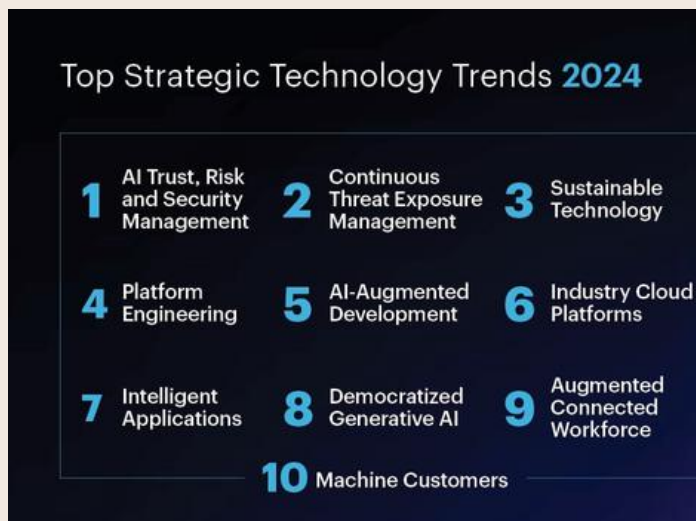 Top Strategic Technology Trends 2024
1 AI Trust, Risk
and Security
Management
2 Continuous
Threat Exposure
Management
3 Sustainable
Technology
4 Platform
Engineering
5 AI-Augmented
Development
6 Industry Cloud
Platforms
7 Intelligent
Applications
8 Democratized
Generative AI
9 Augmented
Connected
Workforce
10 Machine Customers